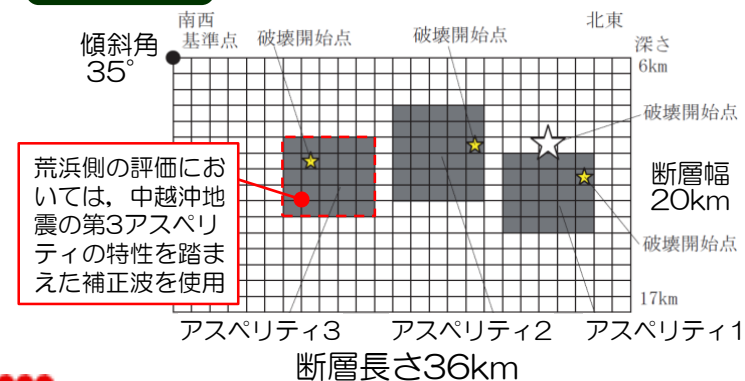 南西
北東
傾斜角
35°
基準点
破壊開始点
破壊開始点
深さ
6km
破壊開始点
荒浜側の評価にお
いては，中越沖地
震の第3アスペリ
ティの特性を踏ま
えた補正波を使用
断層幅
20km
破壊開始点
17km
アスペリティ3
アスペリティ2
アスペリティ1
断層長さ36km